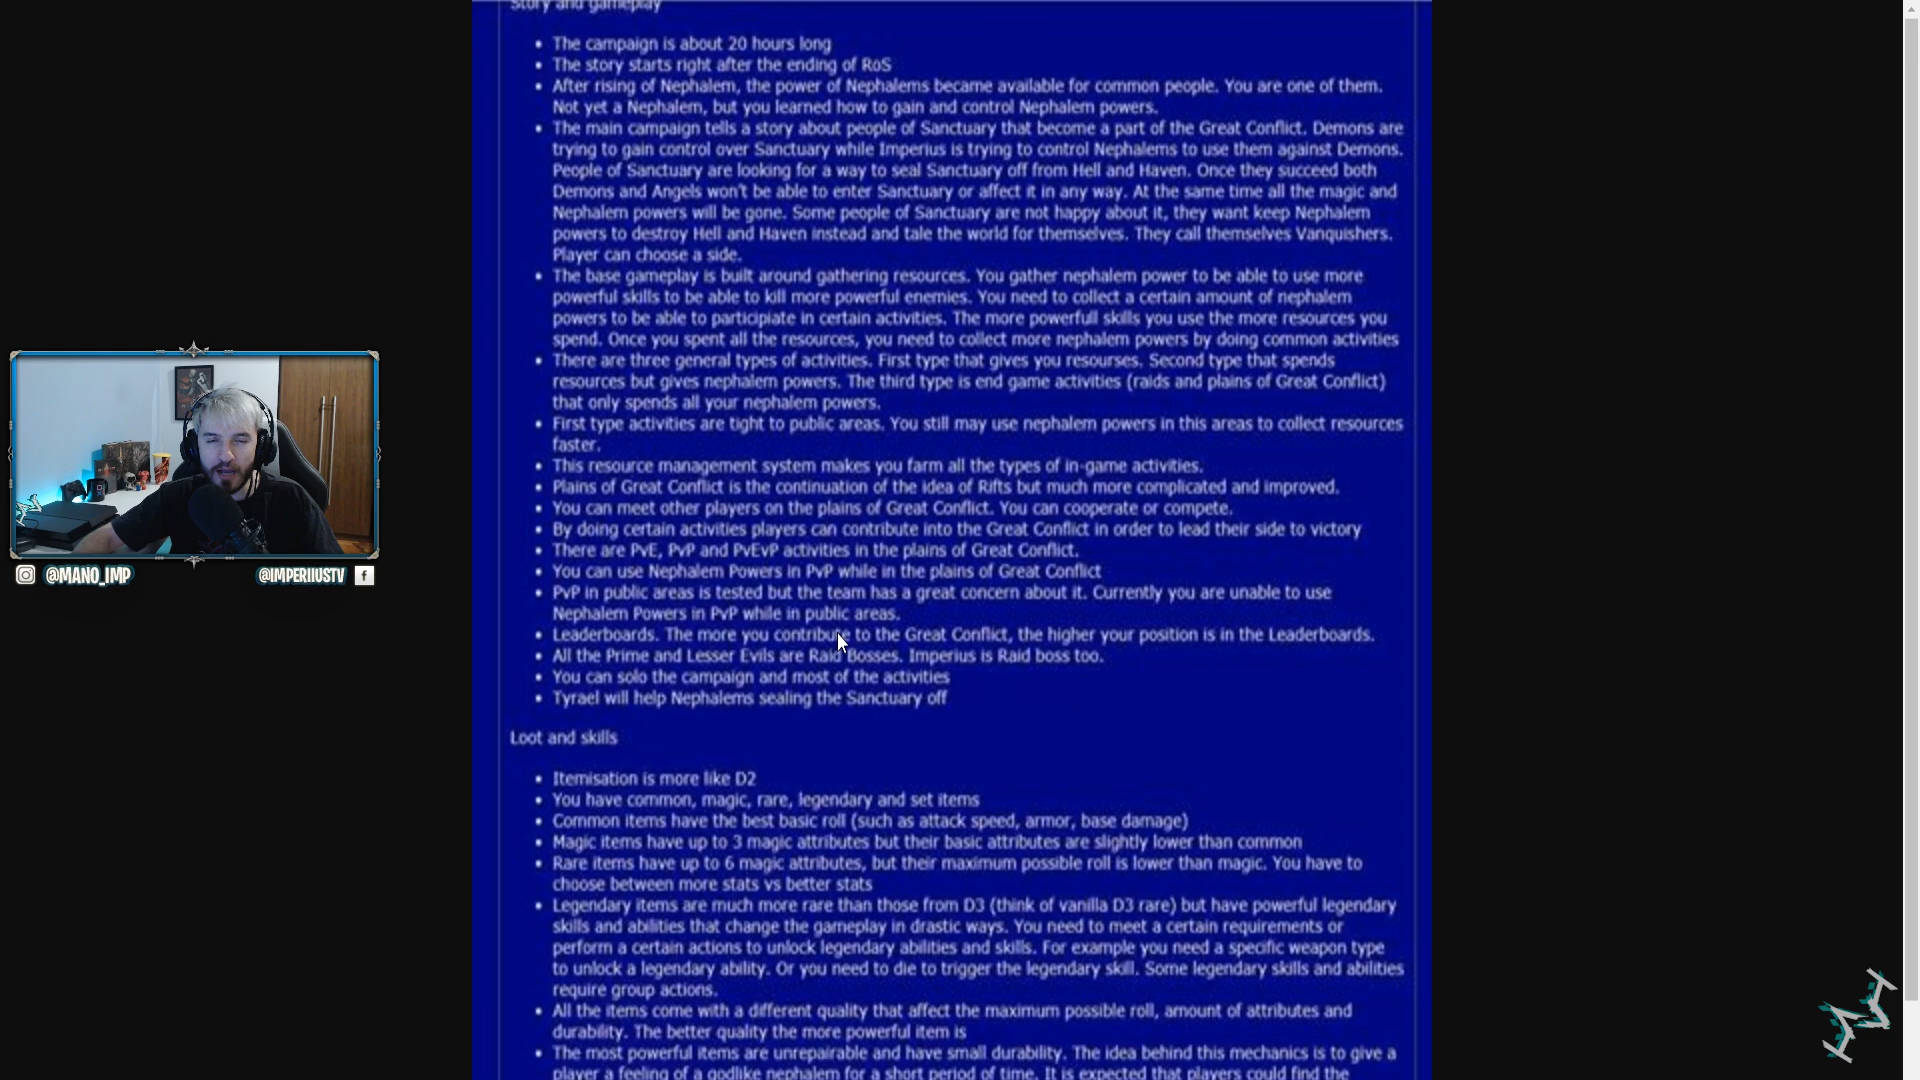 Story and gameplay
• The campaign is about 20 hours long
• The story starts right after the ending of RoS
• After rising of Nephalem, the power of Nephalems became available for common people. You are one of them.
Not yet a Nephalem, but you learned how to gain and control Nephalem powers.
• The main campaign tells a story about people of Sanctuary that become a part of the Great Conflict. Demons are
trying to gain control over Sanctuary while Imperius is trying to control Nephalems to use them against Demons.
People of Sanctuary are looking for a way to seal Sanctuary off from Hell and Haven. Once they succeed both
Demons and Angels won't be able to enter Sanctuary or affect it in any way. At the same time all the magic and
Nephalem powers will be gone. Some people of Sanctuary are not happy about it, they want keep Nephalem
powers to destroy Hell and Haven instead and tale the world for themselves. They call themselves Vanquishers.
Player can choose a side.
• The base gameplay is built around gathering resources. You gather nephalem power to be able to use more
powerful skills to be able to kill more powerful enemies. You need to collect a certain amount of nephalem
powers to be able to participiate in certain activities. The more powerfull skills you use the more resources you
spend. Once you spent all the resources, you need to collect more nephalem powers by doing common activities
• There are three general types of activities. First type that gives you resourses. Second type that spends
resources but gives nephalem powers. The third type is end game activities (raids and plains of Great Conflict)
that only spends all your nephalem powers.
• First type activities are tight to public areas. You still may use nephalem powers in this areas to collect resources
faster.
• This resource management system makes you farm all the types of in-game activities.
• Plains of Great Conflict is the continuation of the idea of Rifts but much more complicated and improved.
• You can meet other players on the plains of Great Conflict. You can cooperate or compete.
• By doing certain activities players can contribute into the Great Conflict in order to lead their side to victory
• There are PvE, PvP and PvEvP activities in the plains of Great Conflict.
• You can use Nephalem Powers in PvP while in the plains of Great Conflict
• PvP in public areas is tested but the team has a great concern about it. Currently you are unable to use
Nephalem Powers in PvP while in public areas.
• Leaderboards. The more you contribute to the Great Conflict, the higher your position is in the Leaderboards.
• All the Prime and Lesser Evils are Raid Bosses. Imperius is Raid boss too.
• You can solo the campaign and most of the activities
• Tyrael will help Nephalems sealing the Sanctuary off
Loot and skills
• Itemisation is more like D2
• You have common, magic, rare, legendary and set items
• Common items have the best basic roll (such as attack speed, armor, base damage)
• Magic items have up to 3 magic attributes but their basic attributes are slightly lower than common
• Rare items have up to 6 magic attributes, but their maximum possible roll is lower than magic. You have to
choose between more stats vs better stats
• Legendary items are much more rare than those from D3 (think of vanilla D3 rare) but have powerful legendary
skills and abilities that change the gameplay in drastic ways. You need to meet a certain requirements or
perform a certain actions to unlock legendary abilities and skills. For example you need a specific weapon type
to unlock a legendary ability. Or you need to die to trigger the legendary skill. Some legendary skills and abilities
require group actions.
• All the items come with a different quality that affect the maximum possible roll, amount of attributes and
durability. The better quality the more powerful item is
• The most powerful items are unrepairable and have small durability. The idea behind this mechanics is to give a
player a feeling of a godlike nephalem for a short period of time. It is expected that players could find the
@MANO_IMP
@IMPERIIUSTV